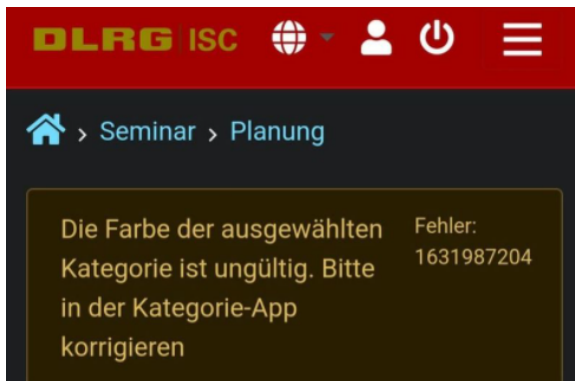 DLRG ISC
Seminar > Planung
Die Farbe der ausgewählten
Kategorie ist ungültig. Bitte
in der Kategorie-App
korrigieren
Fehler:
1631987204